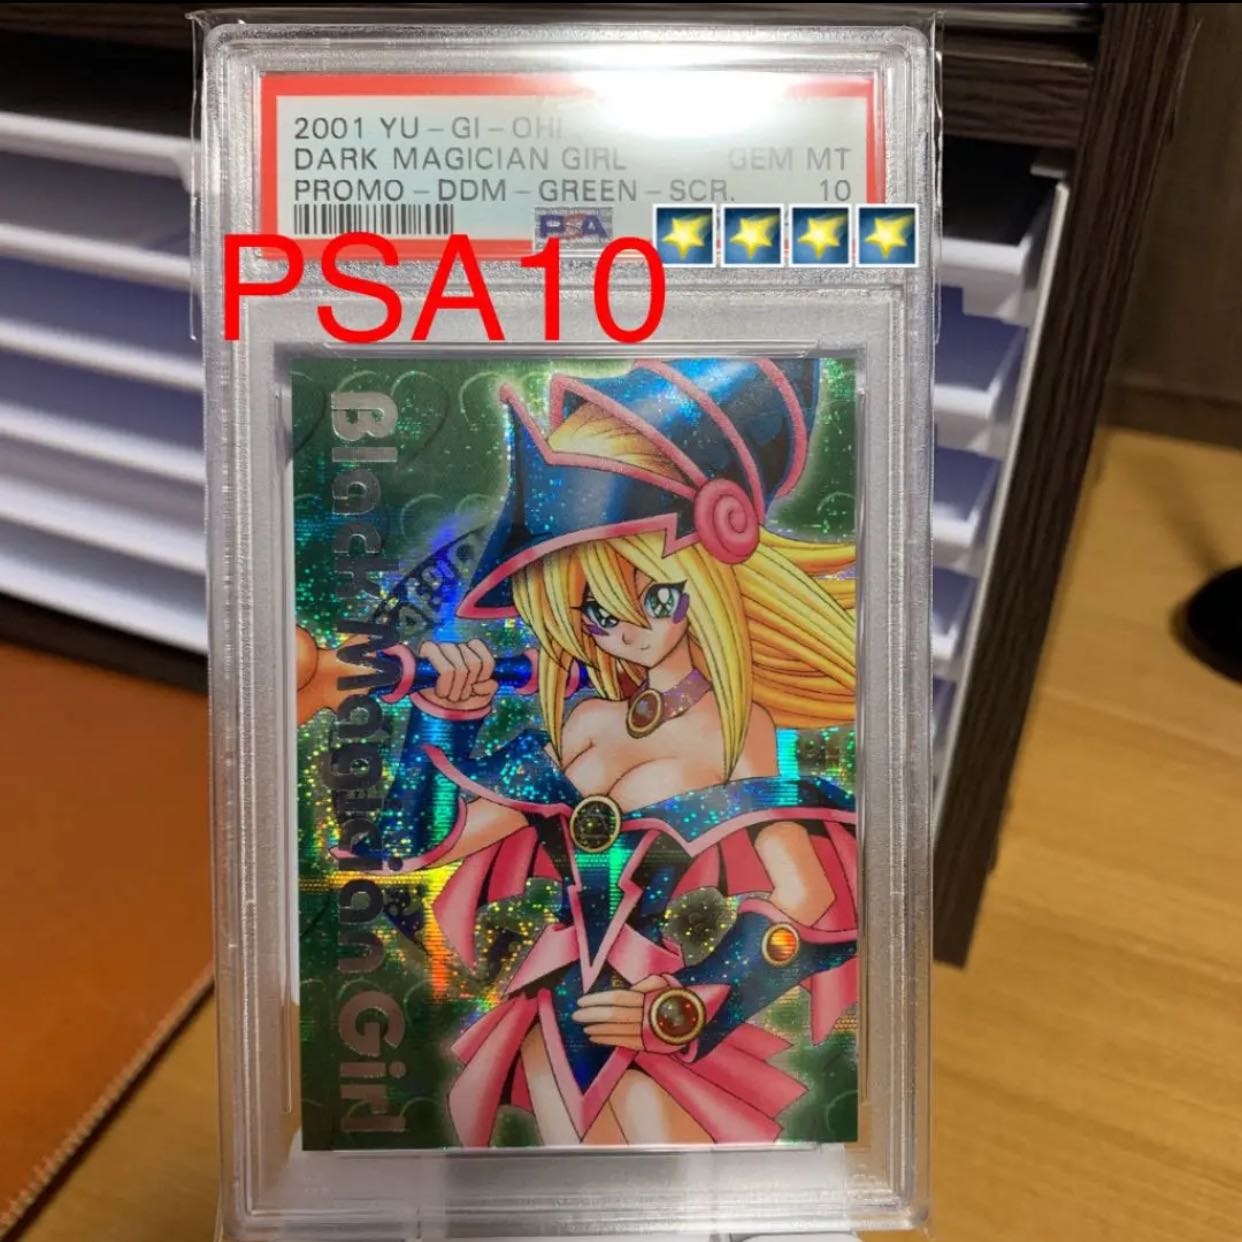 2001 YU-GI-OH!
DARK MAGICIAN GIRL GEM MT
PROMO-DDM-GREEN-SCR. 10
PSA
PSA10
Black Magician Girl